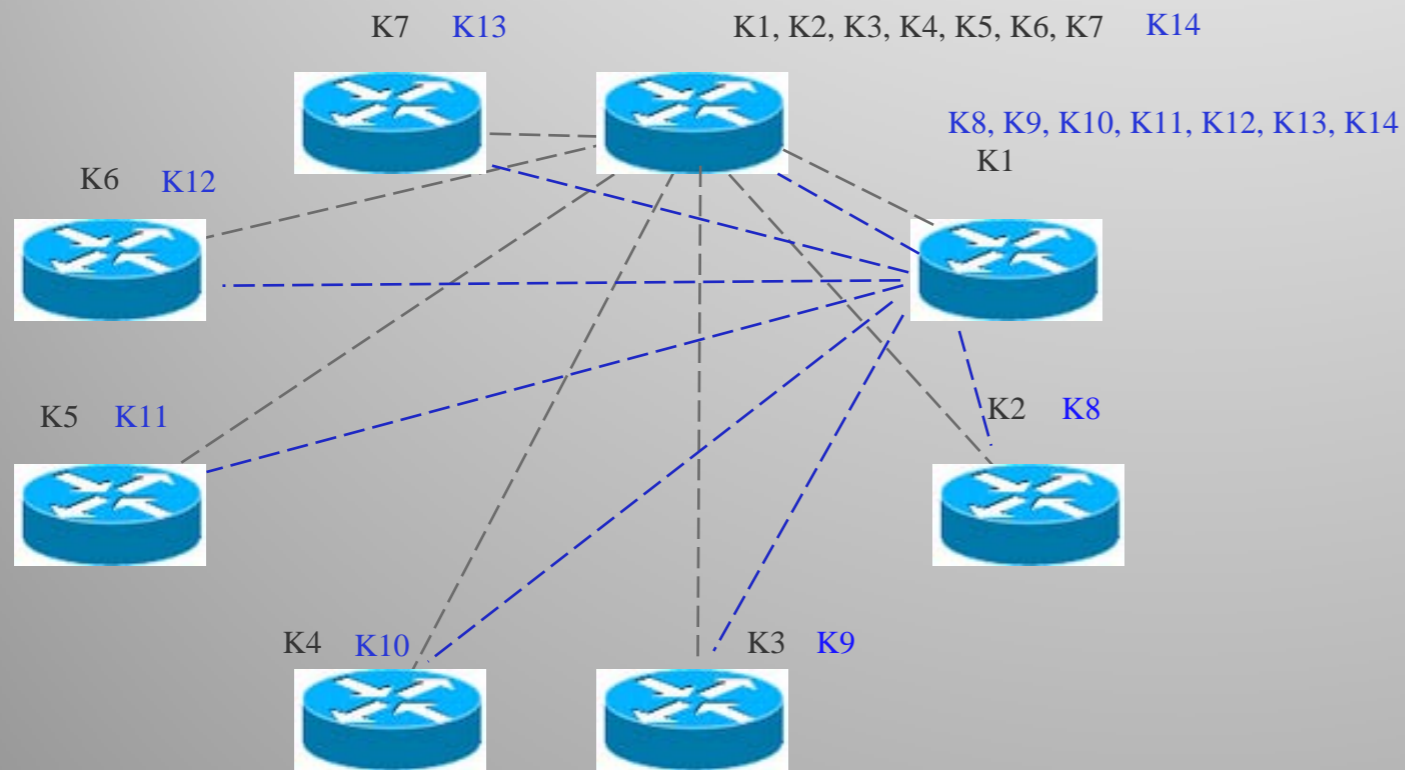 K7 K13
K1, K2, K3, K4, K5, K6, K7 K14
K8, K9, K10, K11, K12, K13, K14
K1
K6 K12
K5 K11
K2 K8
K4 K10
K3 K9